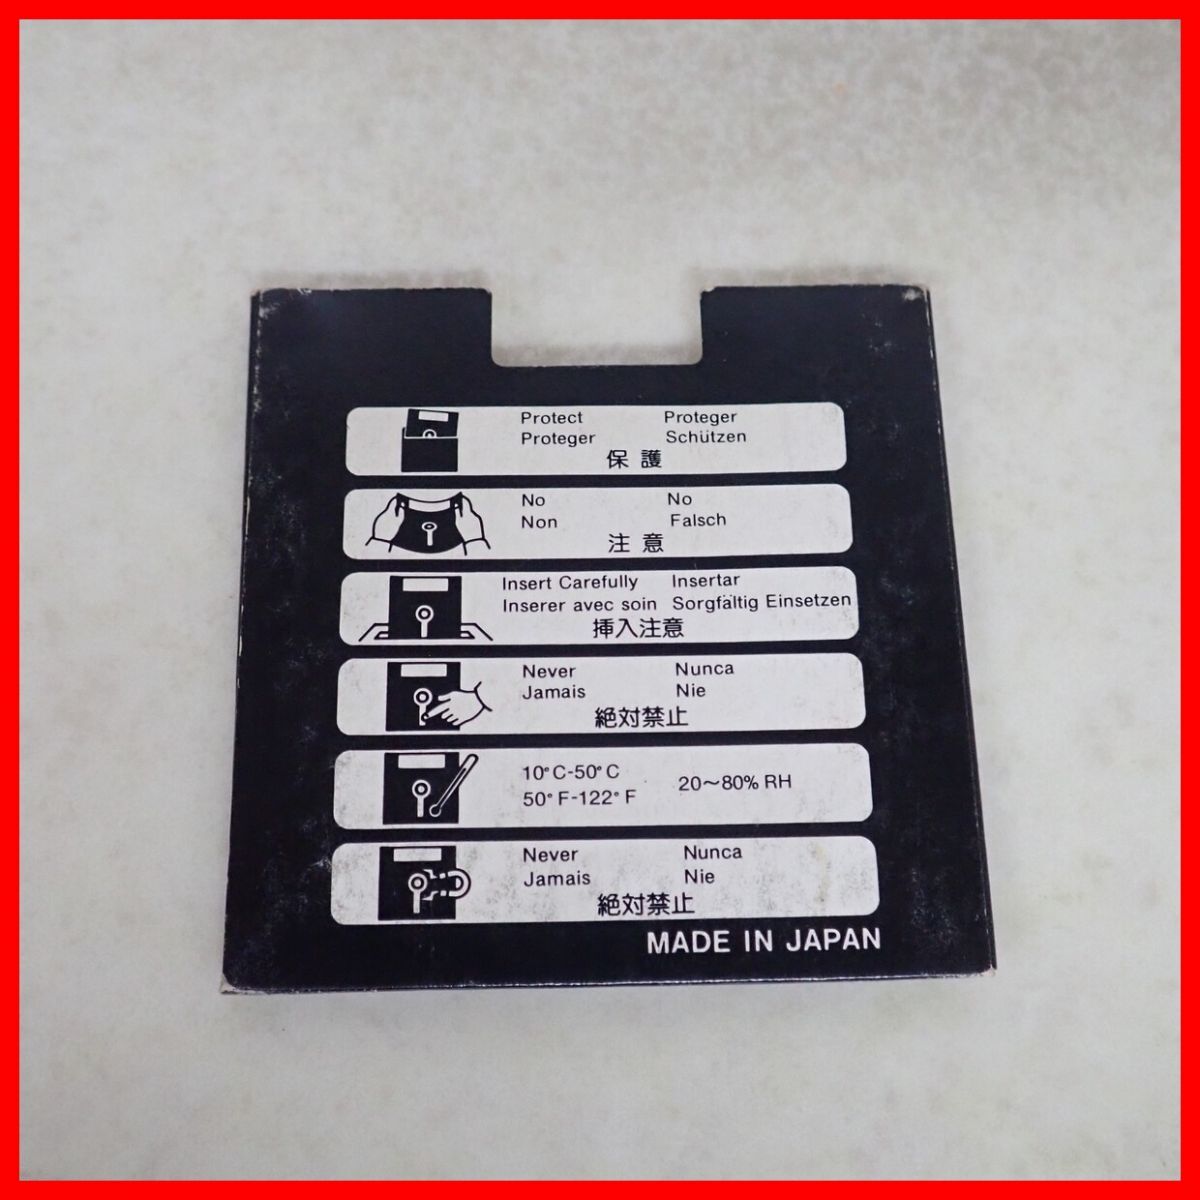 Protect Proteger
Proteger Schützen
保護
No No
Non Falsch
注意
Insert Carefully Insertar
Inserer avec soin Sorgfältig Einsetzen
挿入注意
Never Nunca
Jamais Nie
絶対禁止
10°C-50°C
50°F-122°F
20~80% RH
Never Nunca
Jamais Nie
絶対禁止
MADE IN JAPAN